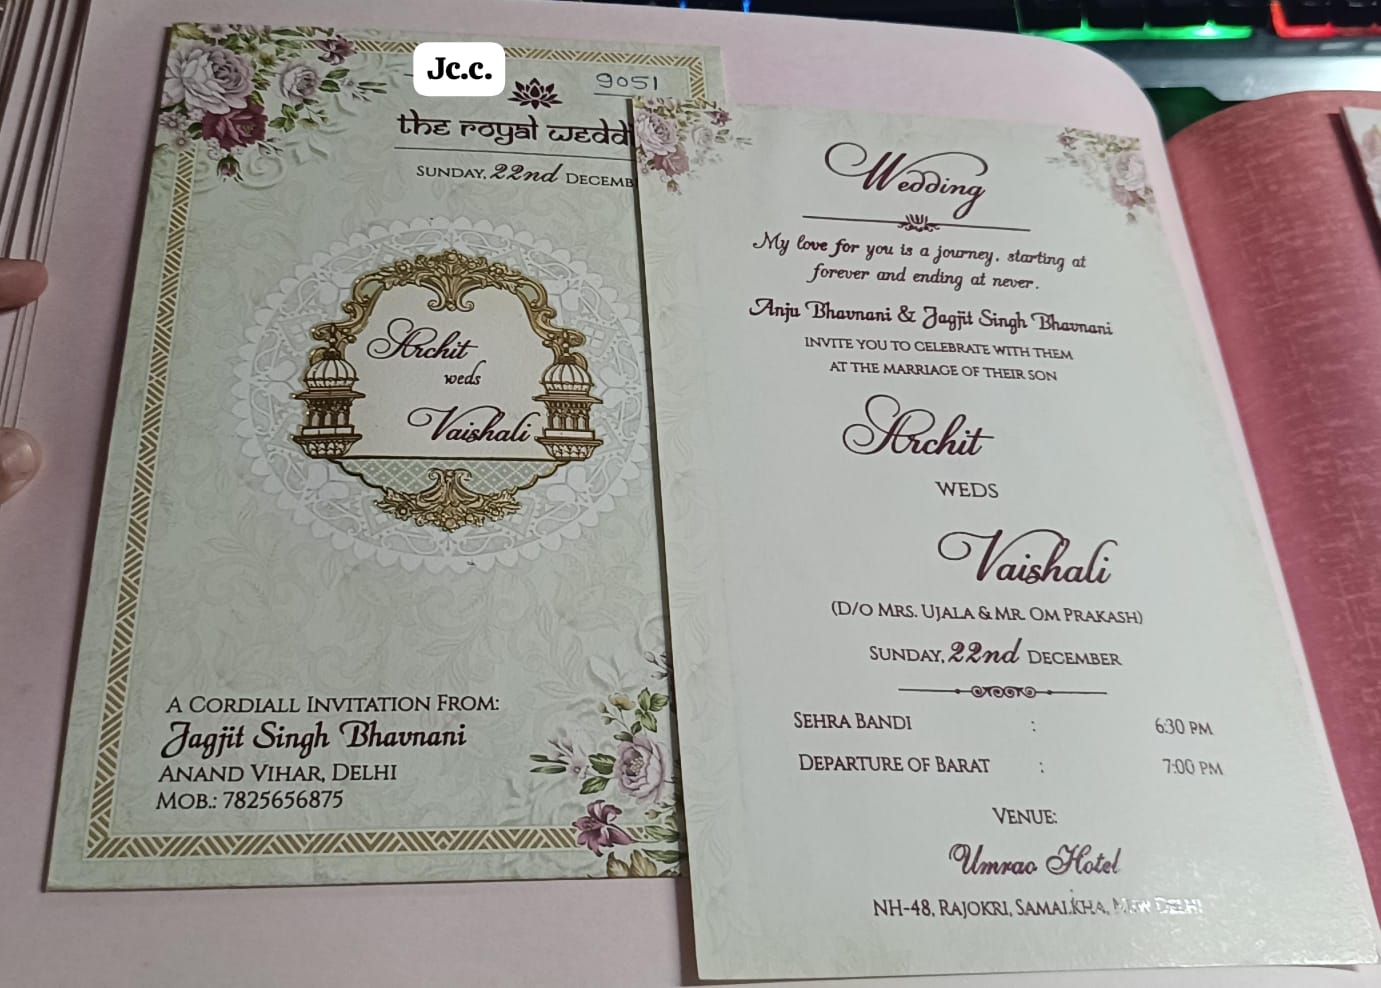 Jc.c.
9051
The Royal Wedd
Sunday, 22nd Decemb
Archit
weds
Vaishali
A Cordiall Invitation From:
Jagjit Singh Bhavnani
Anand Vihar, Delhi
Mob.: 7825656875
Wedding
My love for you is a journey, starting at
forever and ending at never.
Anju Bhavnani & Jagjit Singh Bhavnani
Invite you to celebrate with them
at the marriage of their son
Archit
weds
Vaishali
(D/o Mrs. Ujala & Mr. Om Prakash)
Sunday, 22nd December
Sehra Bandi : 6:30 pm
Departure of Barat : 7:00 pm
Venue:
Umrao Hotel
NH-48, Rajokri, Samalkha, New Delhi